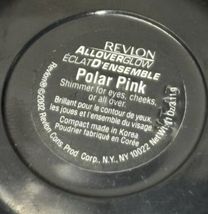 REVLON
ALLOVERGLOW
ÉCLAT D'ENSEMBLE
Polar Pink
Shimmer for eyes, cheeks,
or all over.
Brillant pour le contour de yeux,
les joues et l'ensemble du visage.
Compact made in Korea
Poudrier fabriqué en Corée
Revlon® ©2002 Revlon Cons. Prod. Corp., N.Y., NY 10022 Net Wt.